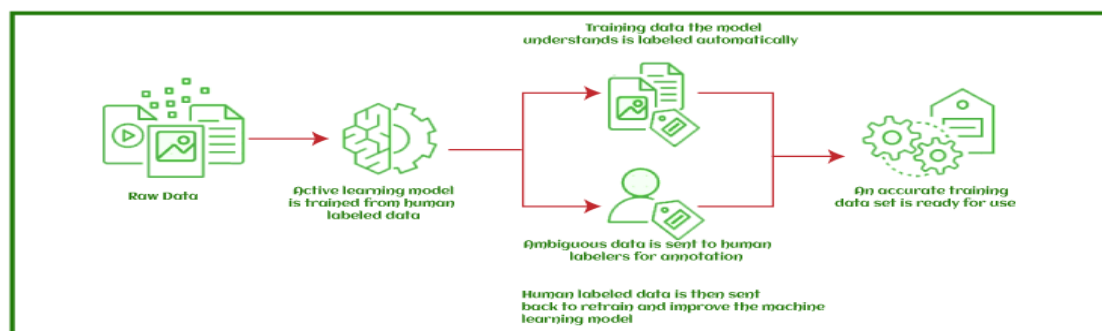 Training data the model
understands is labeled automatically
Raw Data
Active learning model
is trained from human
labeled data
An accurate training
data set is ready for use
Ambiguous data is sent to human
labelers for annotation
Human labeled data is then sent
back to retrain and improve the machine
learning model